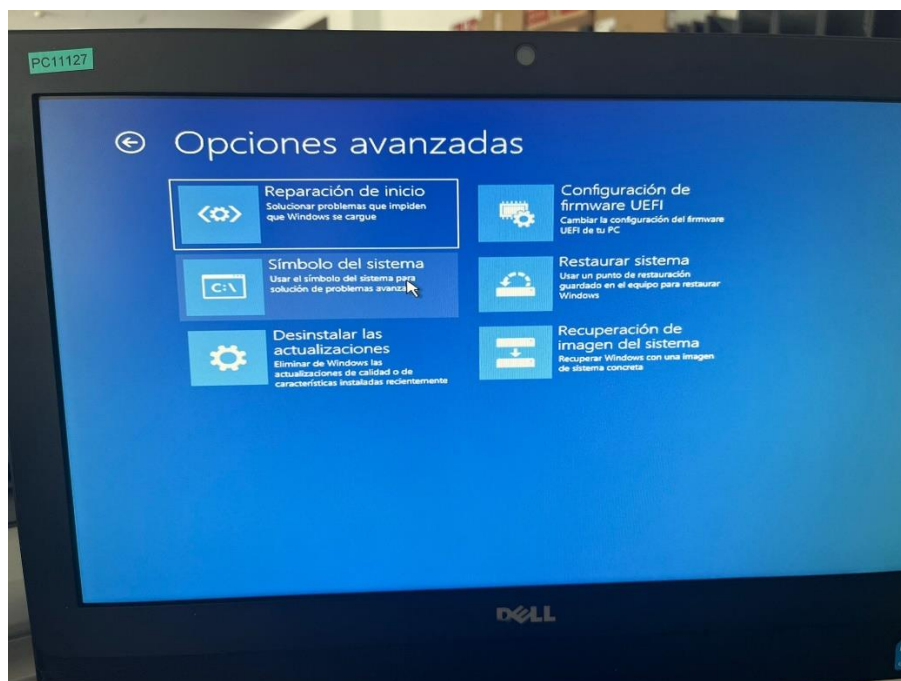 PC11127
Opciones avanzadas
Reparación de inicio
Solucionar problemas que impiden
que Windows se cargue
Símbolo del sistema
Usar el símbolo del sistema para
solución de problemas
C:\
Desinstalar las
actualizaciones
Eliminar de Windows las
actualizaciones de calidad o de
características instaladas recientemente
Configuración de
firmware UEFI
Cambiar la configuración del firmware
UEFI de tu PC
Restaurar sistema
Usar un punto de restauración
guardado en el equipo para restaurar
Windows
Recuperación de
imagen del sistema
Recuperar Windows con una imagen
de sistema concreta
DELL